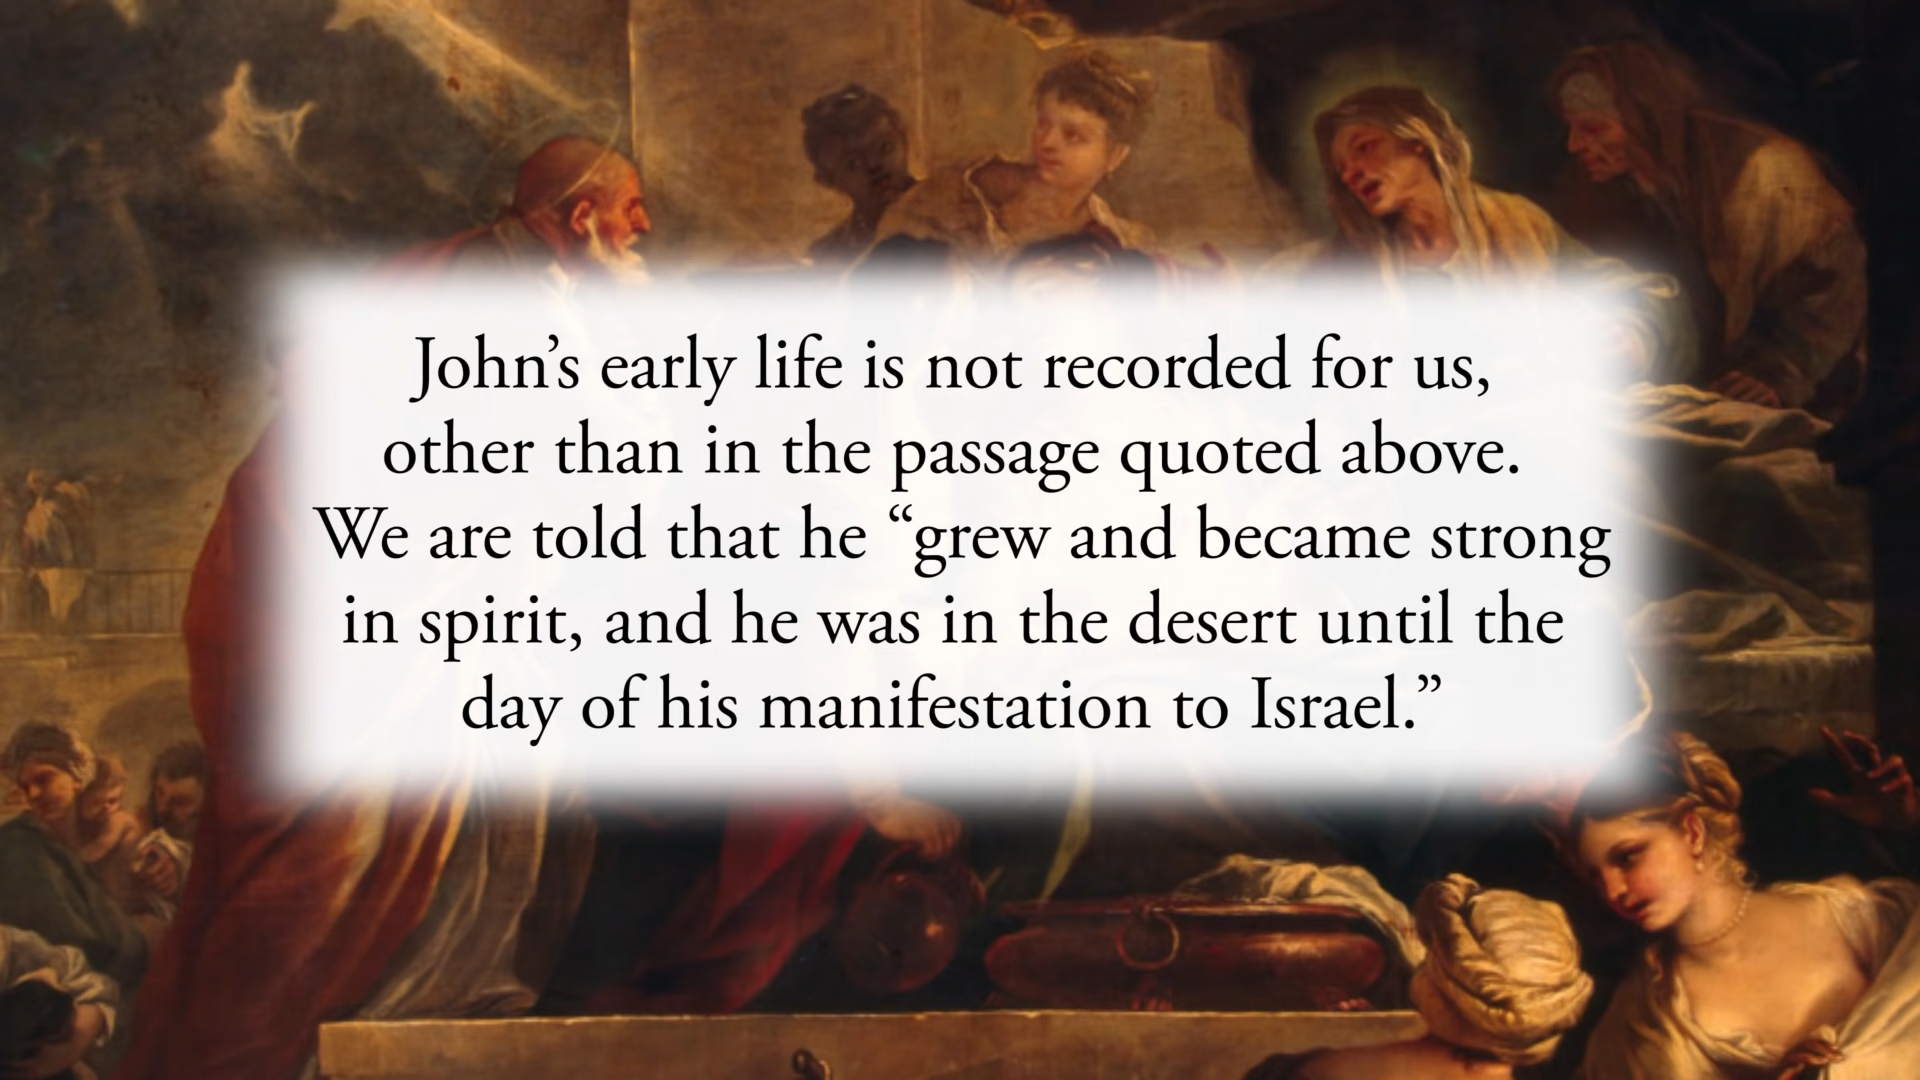 John’s early life is not recorded for us,
other than in the passage quoted above.
We are told that he “grew and became strong
in spirit, and he was in the desert until the
day of his manifestation to Israel.”